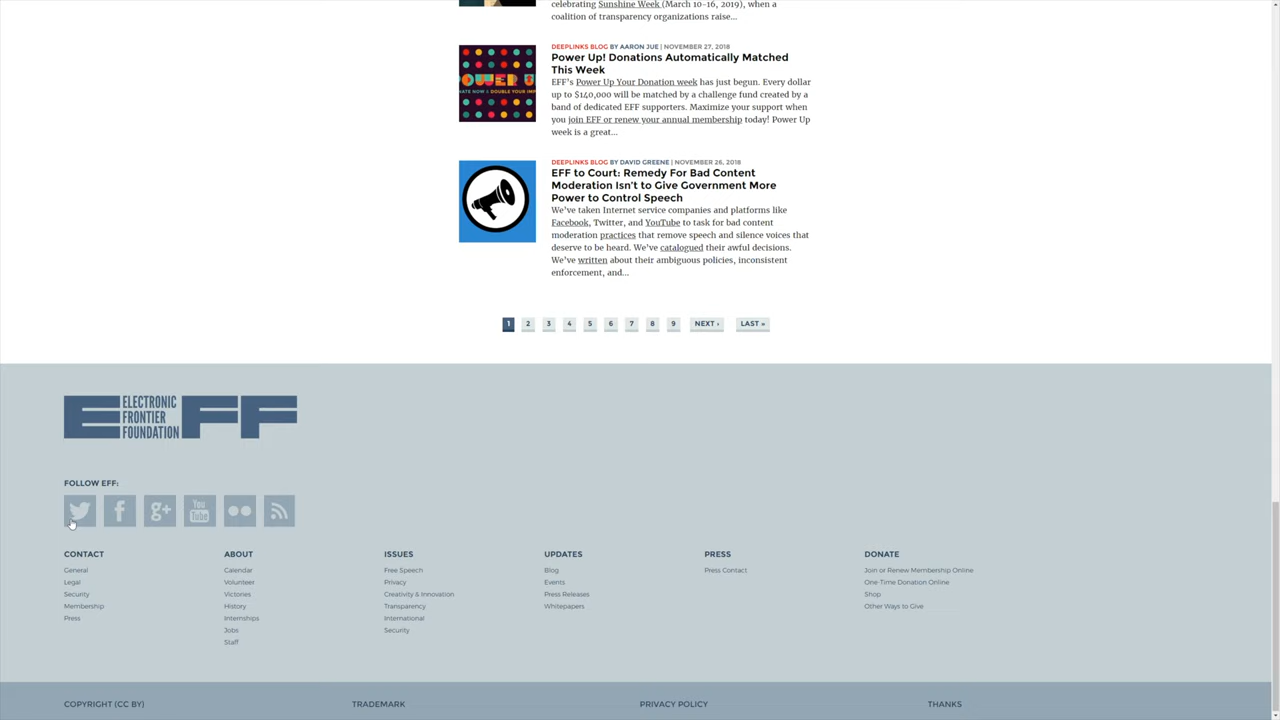 celebrating Sunshine Week (March 10-16, 2019), when a
coalition of transparency organizations raise...
DEEPLINKS BLOG BY AARON JUE | NOVEMBER 27, 2018
Power Up! Donations Automatically Matched
This Week
EFF's Power Up Your Donation week has just begun. Every dollar
up to $140,000 will be matched by a challenge fund created by a
band of dedicated EFF supporters. Maximize your support when
you join EFF or renew your annual membership today! Power Up
week is a great...
POWER U
ATE NOW & DOUBLE YOUR IMP
DEEPLINKS BLOG BY DAVID GREENE | NOVEMBER 26, 2018
EFF to Court: Remedy For Bad Content
Moderation Isn't to Give Government More
Power to Control Speech
We've taken Internet service companies and platforms like
Facebook, Twitter, and YouTube to task for bad content
moderation practices that remove speech and silence voices that
deserve to be heard. We've catalogued their awful decisions.
We've written about their ambiguous policies, inconsistent
enforcement, and...
1 2 3 4 5 6 7 8 9 NEXT › LAST »
EFF
ELECTRONIC
FRONTIER
FOUNDATION
FOLLOW EFF:
f g+ You Tube
CONTACT
General
Legal
Security
Membership
Press
ABOUT
Calendar
Volunteer
Victories
History
Internships
Jobs
Staff
ISSUES
Free Speech
Privacy
Creativity & Innovation
Transparency
International
Security
UPDATES
Blog
Events
Press Releases
Whitepapers
PRESS
Press Contact
DONATE
Join or Renew Membership Online
One-Time Donation Online
Shop
Other Ways to Give
COPYRIGHT (CC BY)
TRADEMARK
PRIVACY POLICY
THANKS